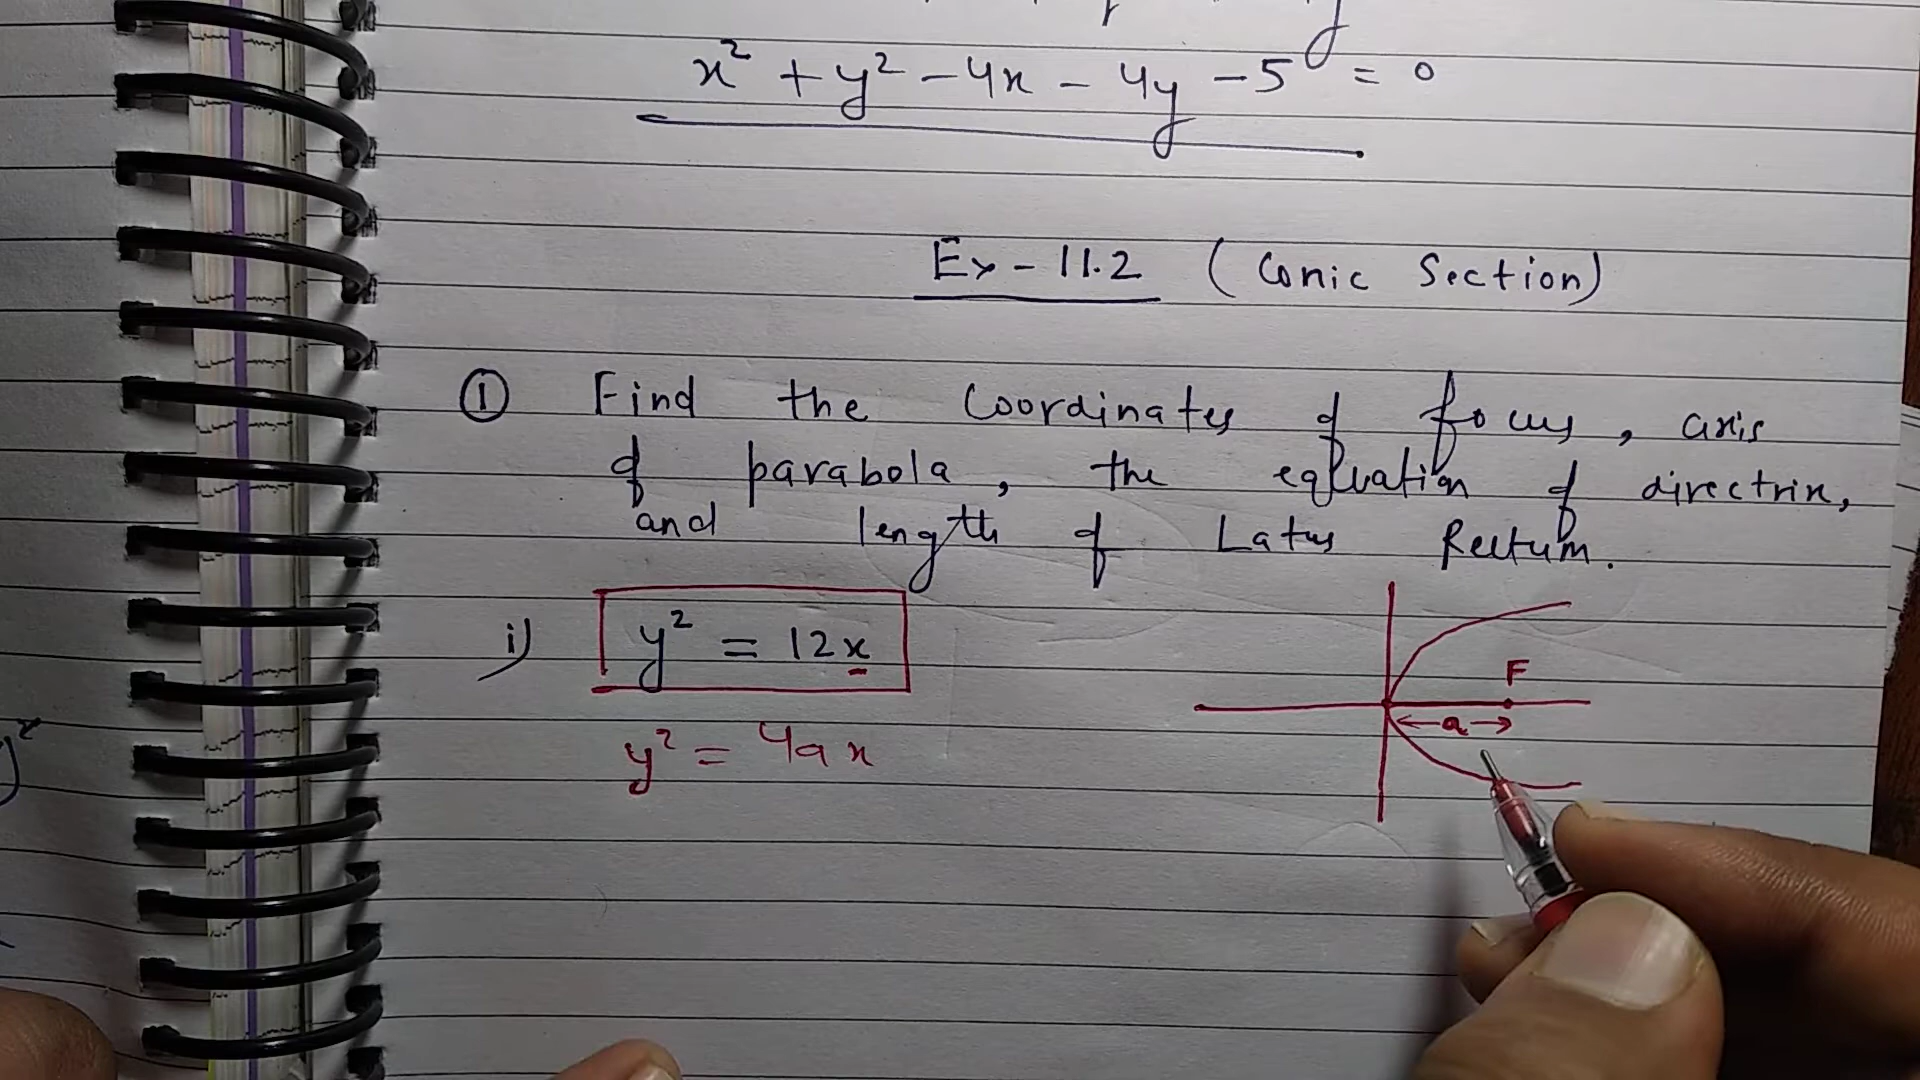 x² + y² - 4x - 4y - 5 = 0
Ex - 11.2 (Conic Section)
① Find the Coordinates of focus, axis
of parabola, the equation of directrix,
and length of Latus Rectum.
i) y² = 12x
F
y² = 4ax
a